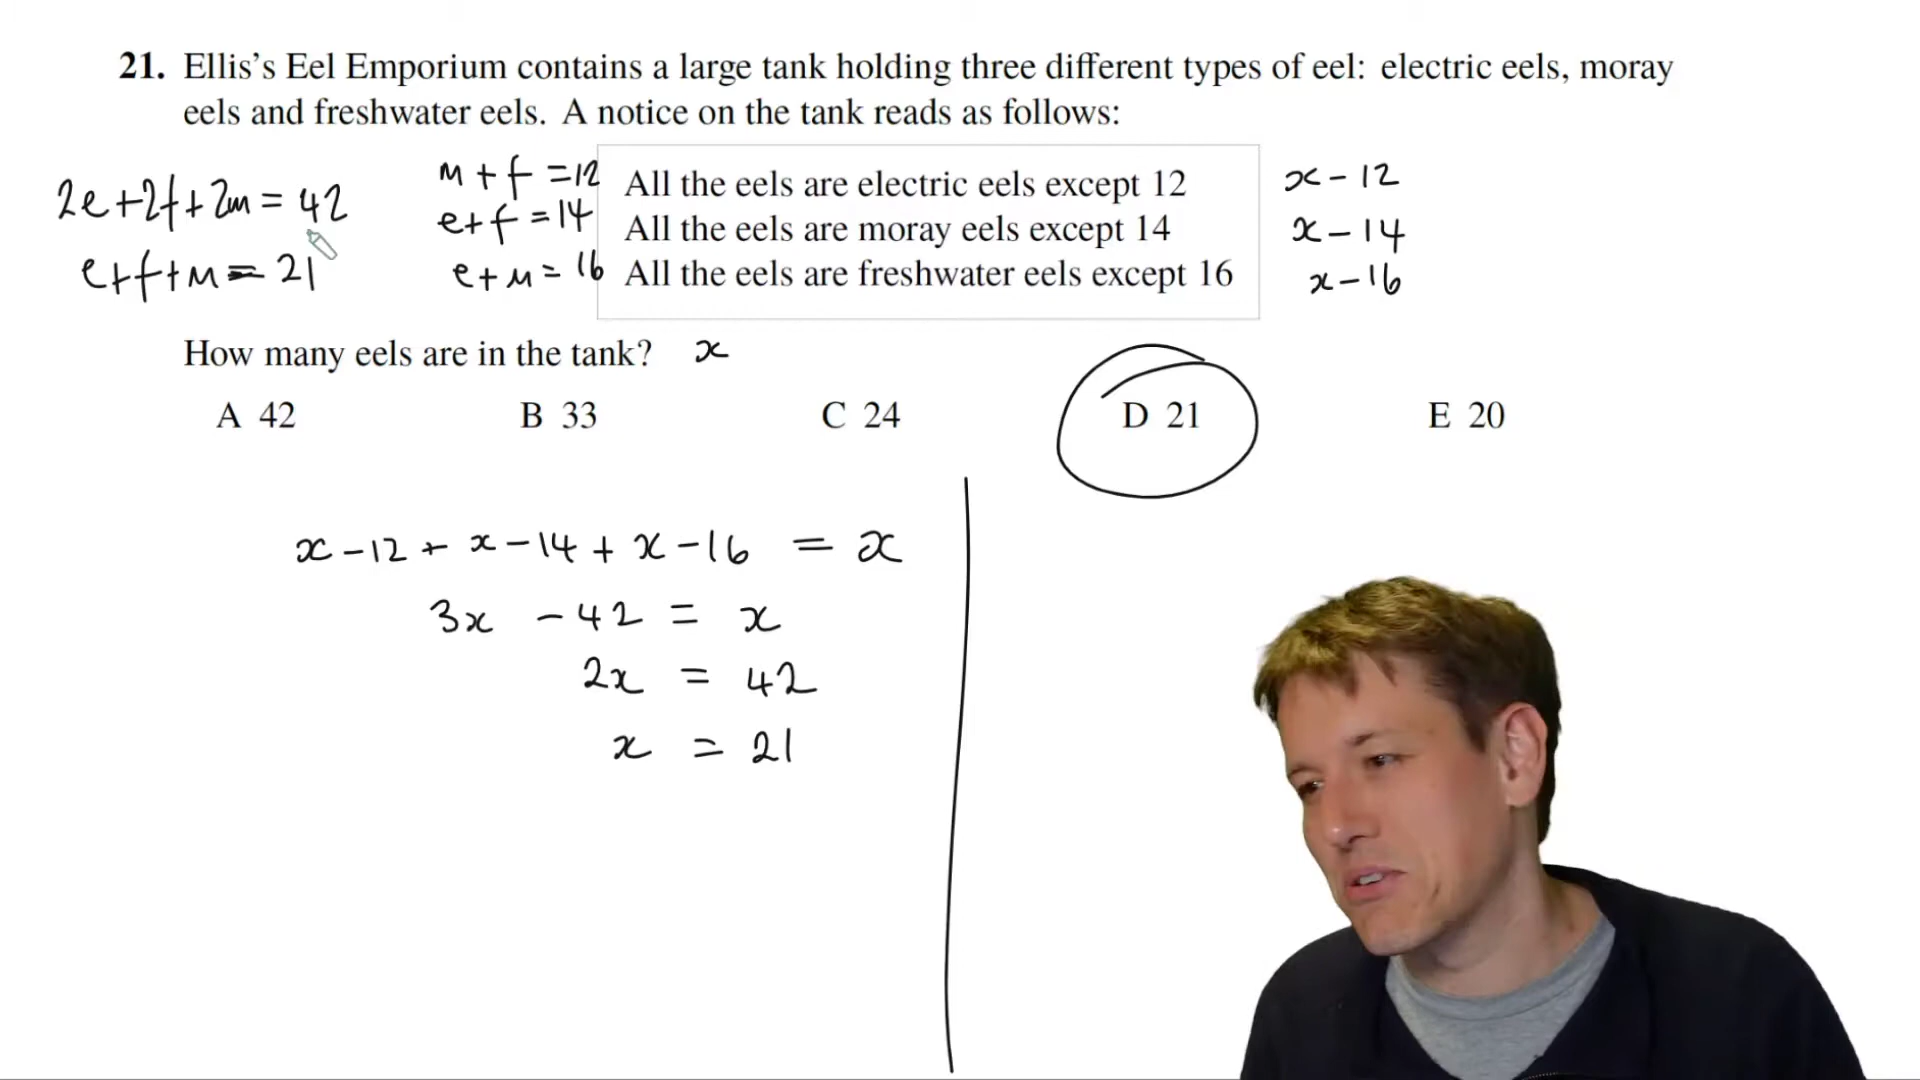 21. Ellis's Eel Emporium contains a large tank holding three different types of eel: electric eels, moray
eels and freshwater eels. A notice on the tank reads as follows:
2e+2f+2m = 42
e+f+m = 21
m + f = 12
e+f = 14
e+m = 16
All the eels are electric eels except 12
All the eels are moray eels except 14
All the eels are freshwater eels except 16
x - 12
x - 14
x - 16
How many eels are in the tank? x
A 42 B 33 C 24 D 21 E 20
x - 12 + x - 14 + x - 16 = x
3x - 42 = x
2x = 42
x = 21